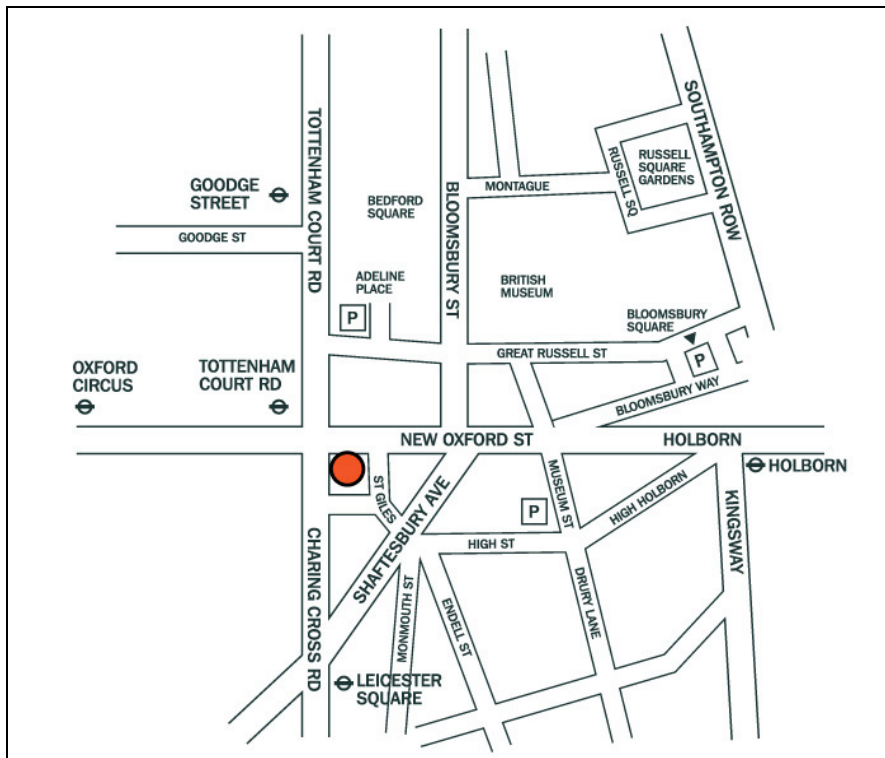 TOTTENHAM COURT RD
BLOOMSBURY ST
SOUTHAMPTON ROW
RUSSELL SQ
RUSSELL
SQUARE
GARDENS
GOODGE
STREET
MONTAGUE
BEDFORD
SQUARE
GOODGE ST
ADELINE
PLACE
BRITISH
MUSEUM
P
BLOOMSBURY
SQUARE
GREAT RUSSELL ST
P
OXFORD
CIRCUS
TOTTENHAM
COURT RD
BLOOMSBURY WAY
NEW OXFORD ST
HOLBORN
HOLBORN
ST GILES
SHAFTESBURY AVE
MUSEUM ST
HIGH HOLBORN
KINGSWAY
P
HIGH ST
CHARING CROSS RD
MONMOUTH ST
ENDELL ST
DRURY LANE
LEICESTER
SQUARE